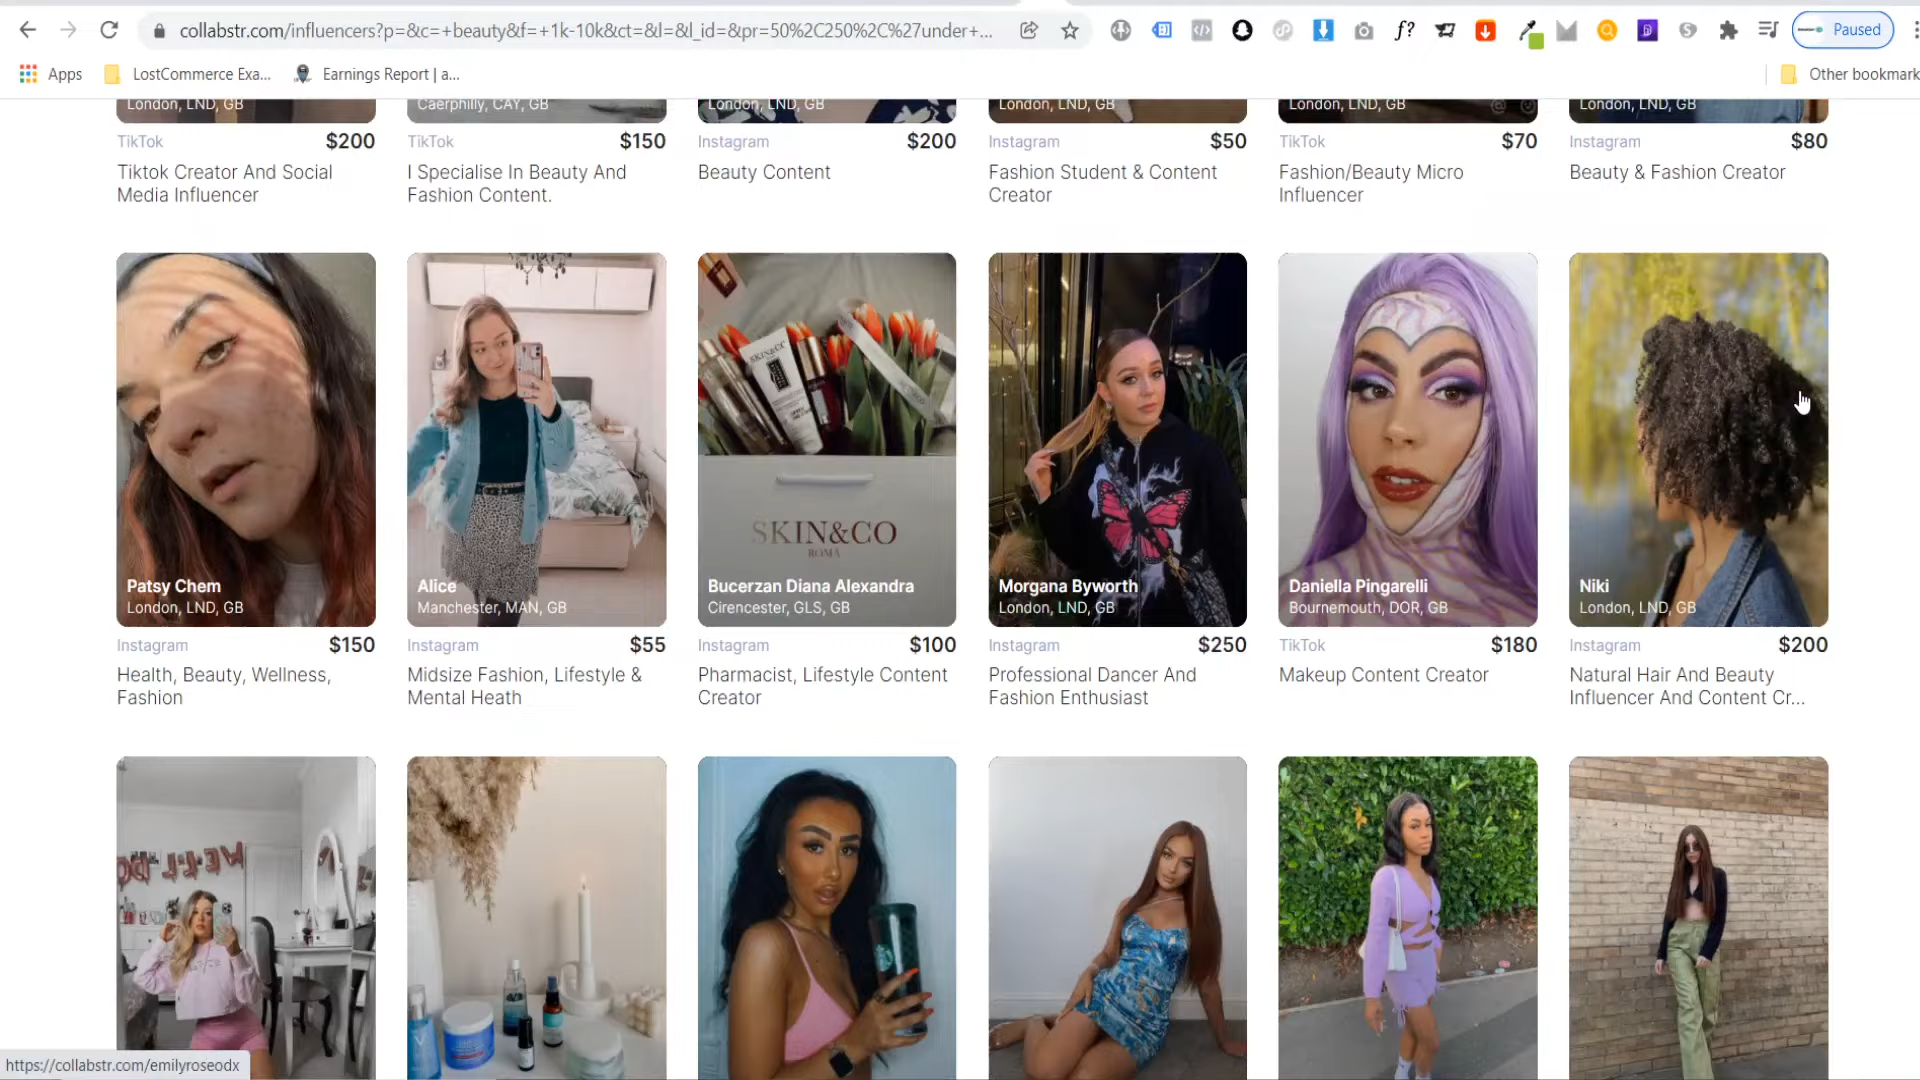 collabstr.com/influencers?p=&c=+beauty&f=+1k-10k&ct=&l=&l_id=&pr=50%2C250%2C%27under+...
Paused
Apps
LostCommerce Exa...
Earnings Report | a...
Other bookmark
London, LND, GB
Caerphilly, CAY, GB
London, LND, GB
London, LND, GB
London, LND, GB
London, LND, GB
TikTok $200
TikTok $150
Instagram $200
Instagram $50
TikTok $70
Instagram $80
Tiktok Creator And Social
Media Influencer
I Specialise In Beauty And
Fashion Content.
Beauty Content
Fashion Student & Content
Creator
Fashion/Beauty Micro
Influencer
Beauty & Fashion Creator
Patsy Chem
London, LND, GB
Instagram $150
Health, Beauty, Wellness,
Fashion
Alice
Manchester, MAN, GB
Instagram $55
Midsize Fashion, Lifestyle &
Mental Heath
SKIN&CO
SKIN&CO
ROMA
Bucerzan Diana Alexandra
Cirencester, GLS, GB
Instagram $100
Pharmacist, Lifestyle Content
Creator
Morgana Byworth
London, LND, GB
Instagram $250
Professional Dancer And
Fashion Enthusiast
Daniella Pingarelli
Bournemouth, DOR, GB
TikTok $180
Makeup Content Creator
Niki
London, LND, GB
Instagram $200
Natural Hair And Beauty
Influencer And Content Cr...
https://collabstr.com/emilyroseodx